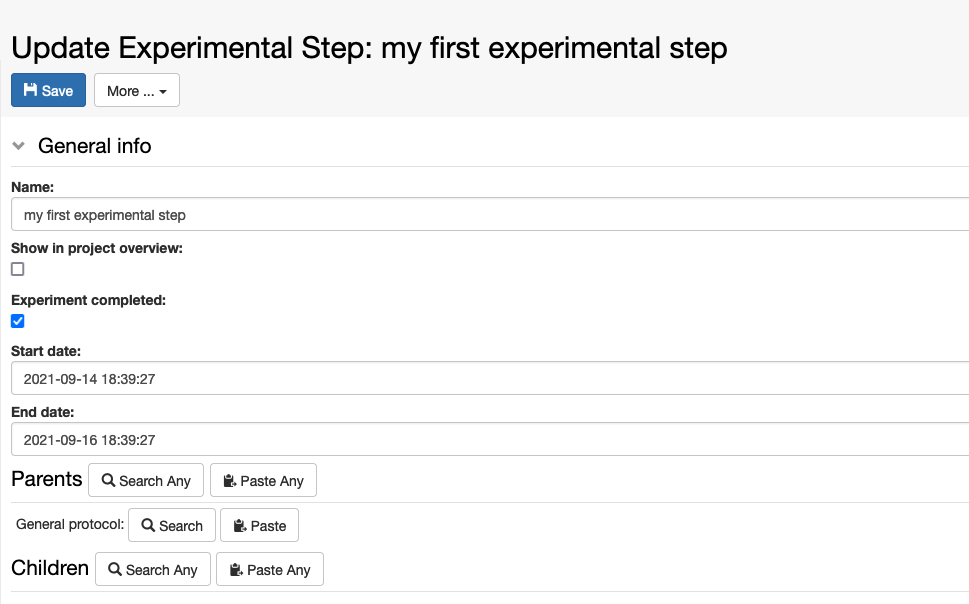 Update Experimental Step: my first experimental step
Save More ...
General info
Name:
my first experimental step
Show in project overview:
Experiment completed:
Start date:
2021-09-14 18:39:27
End date:
2021-09-16 18:39:27
Parents Search Any Paste Any
General protocol: Search Paste
Children Search Any Paste Any